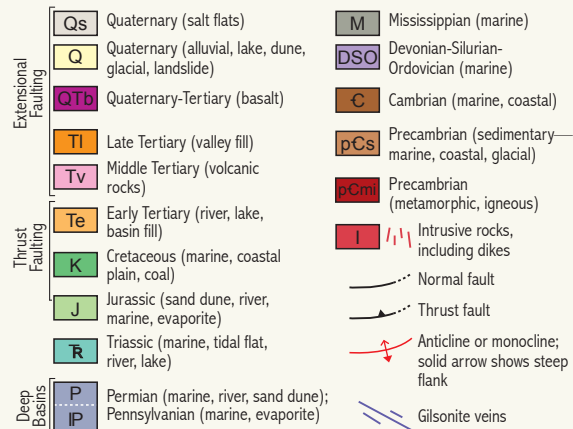 Extensional
Faulting
Qs
Quaternary (salt flats)
Q
Quaternary (alluvial, lake, dune,
glacial, landslide)
QTb
Quaternary-Tertiary (basalt)
Tl
Late Tertiary (valley fill)
Tv
Middle Tertiary (volcanic
rocks)
Thrust
Faulting
Te
Early Tertiary (river, lake,
basin fill)
K
Cretaceous (marine, coastal
plain, coal)
J
Jurassic (sand dune, river,
marine, evaporite)
TR
Triassic (marine, tidal flat,
river, lake)
Deep
Basins
P
Permian (marine, river, sand dune);
IP
Pennsylvanian (marine, evaporite)
M
Mississippian (marine)
DSO
Devonian-Silurian-
Ordovician (marine)
Є
Cambrian (marine, coastal)
pЄs
Precambrian (sedimentary
marine, coastal, glacial)
pЄmi
Precambrian
(metamorphic, igneous)
I
Intrusive rocks,
including dikes
Normal fault
Thrust fault
Anticline or monocline;
solid arrow shows steep
flank
Gilsonite veins